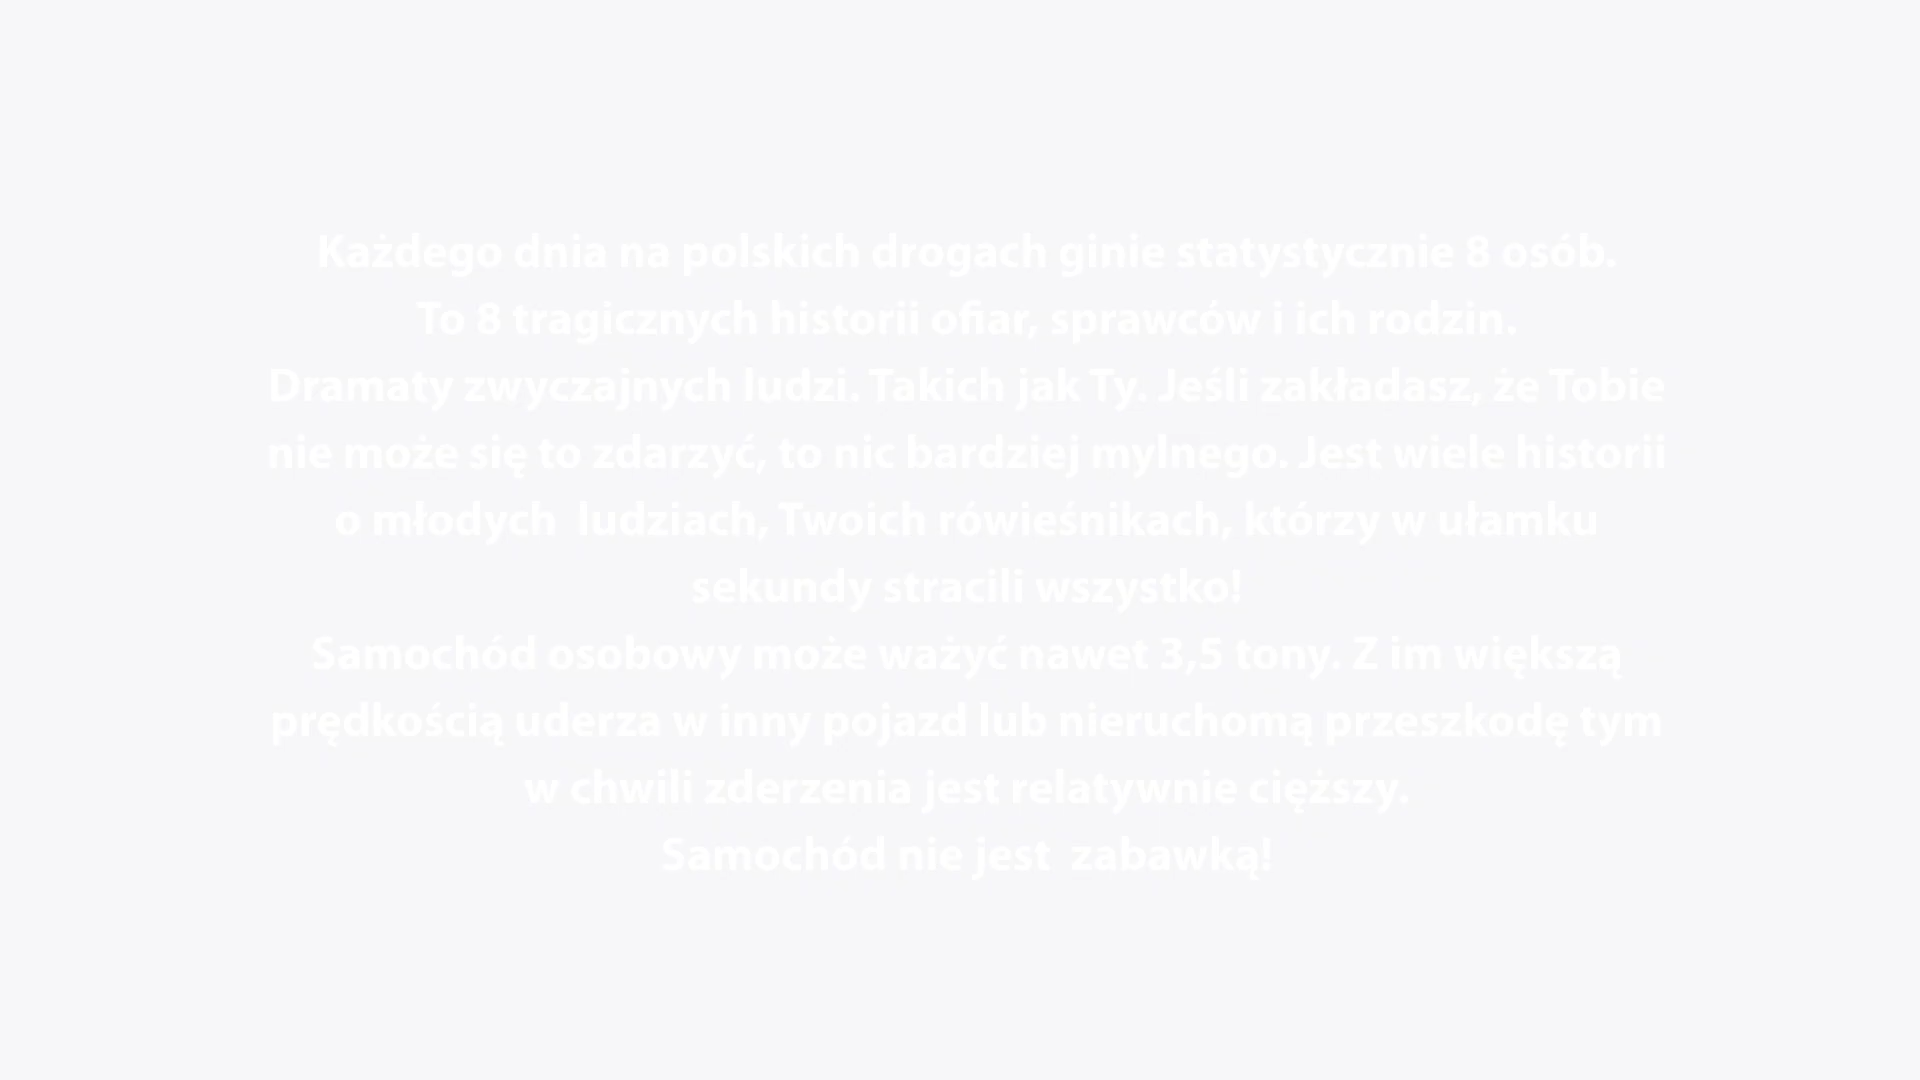 Każdego dnia na polskich drogach ginie statystycznie 8 osób.
To 8 tragicznych historii ofiar, sprawców i ich rodzin.
Dramaty zwyczajnych ludzi. Takich jak Ty. Jeśli zakładasz, że Tobie
nie może się to zdarzyć, to nic bardziej mylnego. Jest wiele historii
o młodych  ludziach, Twoich rówieśnikach, którzy w ułamku
sekundy stracili wszystko!
Samochód osobowy może ważyć nawet 3,5 tony. Z im większą
prędkością uderza w inny pojazd lub nieruchomą przeszkodę tym
w chwili zderzenia jest relatywnie cięższy.
Samochód nie jest  zabawką!